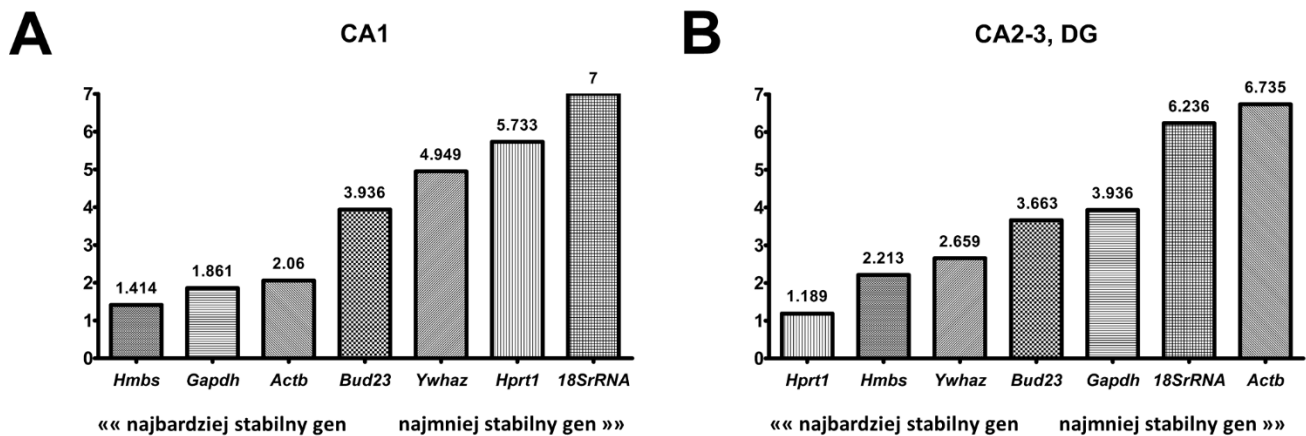 A
CA1
7
6
5
4
3
2
1
0
1.414
1.861
2.06
3.936
4.949
5.733
7
Hmbs
Gapdh
Actb
Bud23
Ywhaz
Hprt1
18SrRNA
«« najbardziej stabilny gen
najmniej stabilny gen »»
B
CA2-3, DG
7
6
5
4
3
2
1
0
1.189
2.213
2.659
3.663
3.936
6.236
6.735
Hprt1
Hmbs
Ywhaz
Bud23
Gapdh
18SrRNA
Actb
«« najbardziej stabilny gen
najmniej stabilny gen »»